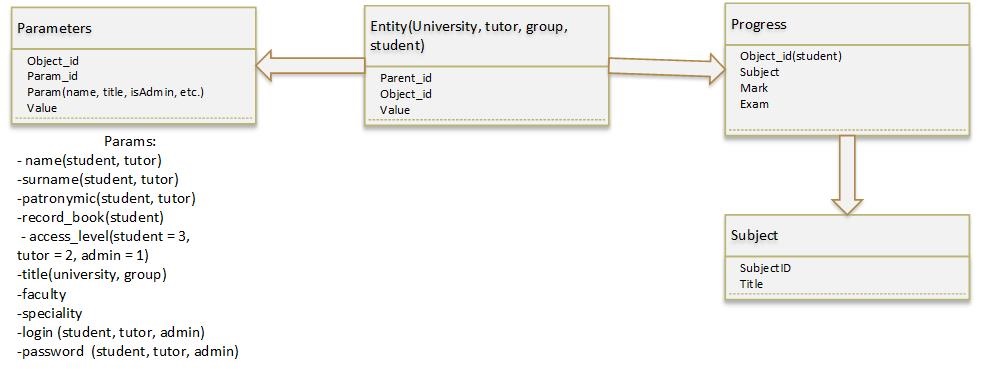 Parameters
Object_id
Param_id
Param(name, title, isAdmin, etc.)
Value
Entity(University, tutor, group,
student)
Parent_id
Object_id
Value
Progress
Object_id(student)
Subject
Mark
Exam
Subject
SubjectID
Title
Params:
- name(student, tutor)
-surname(student, tutor)
-patronymic(student, tutor)
-record_book(student)
- access_level(student = 3,
tutor = 2, admin = 1)
-title(university, group)
-faculty
-speciality
-login (student, tutor, admin)
-password (student, tutor, admin)